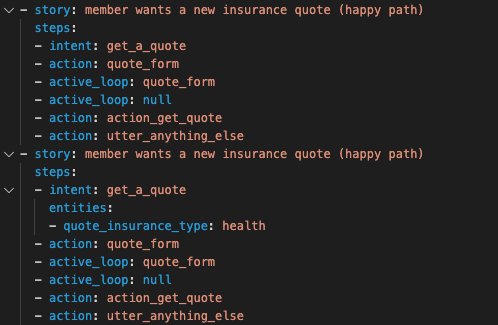 - story: member wants a new insurance quote (happy path)
steps:
- intent: get_a_quote
- action: quote_form
- active_loop: quote_form
- active_loop: null
- action: action_get_quote
- action: utter_anything_else
- story: member wants a new insurance quote (happy path)
steps:
- intent: get_a_quote
entities:
- quote_insurance_type: health
- action: quote_form
- active_loop: quote_form
- active_loop: null
- action: action_get_quote
- action: utter_anything_else